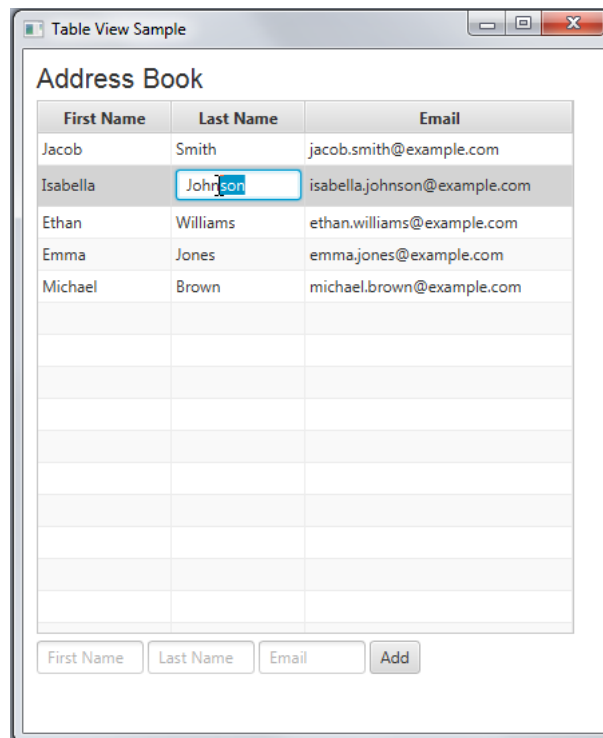 Table View Sample
Address Book
First Name Last Name Email
Jacob Smith jacob.smith@example.com
Isabella Johnson isabella.johnson@example.com
Ethan Williams ethan.williams@example.com
Emma Jones emma.jones@example.com
Michael Brown michael.brown@example.com
First Name Last Name Email Add